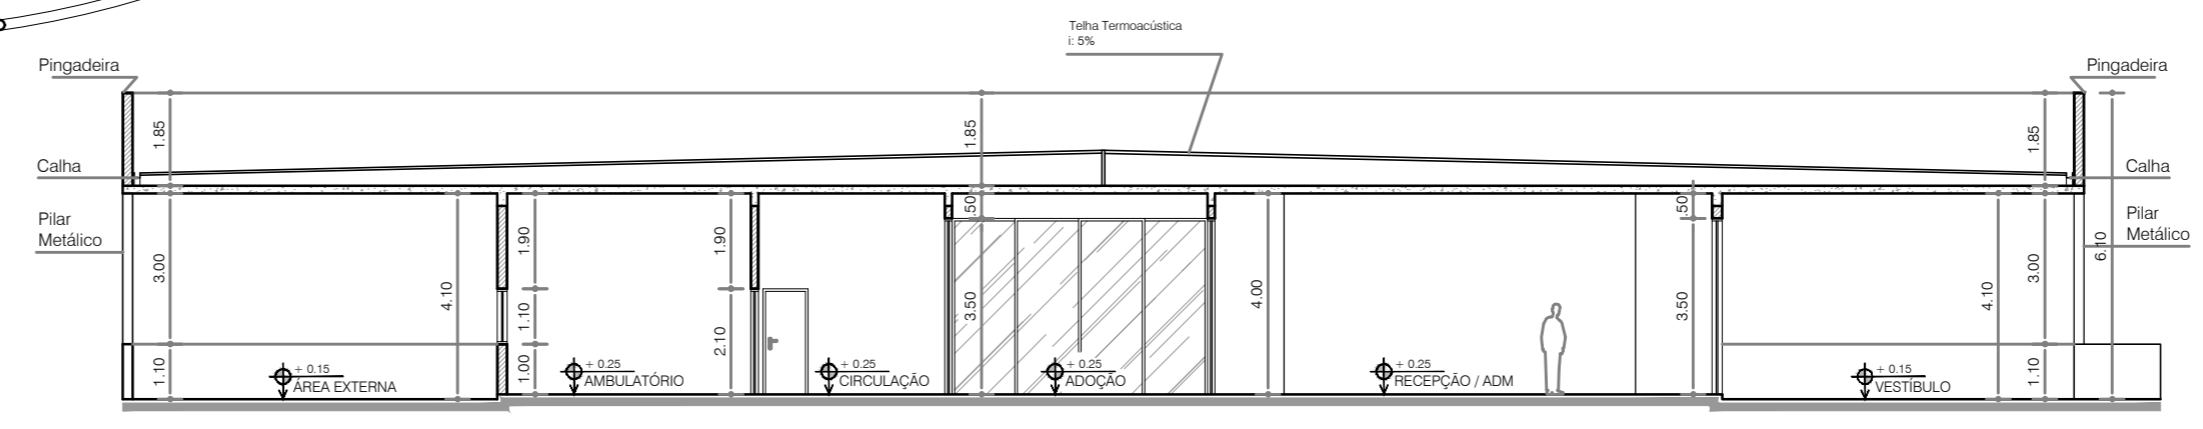 Telha Termoacústica
i: 5%
Pingadeira
Pingadeira
1.85
1.85
1.85
Calha
Calha
Pilar
Metálico
Pilar
Metálico
3.00
4.10
1.10
1.90
1.10
1.00
1.90
2.10
.50
3.50
4.00
.50
3.50
4.10
3.00
1.10
6.10
+ 0.15
ÁREA EXTERNA
+ 0.25
AMBULATÓRIO
+ 0.25
CIRCULAÇÃO
+ 0.25
ADOÇÃO
+ 0.25
RECEPÇÃO / ADM
+ 0.15
VESTÍBULO